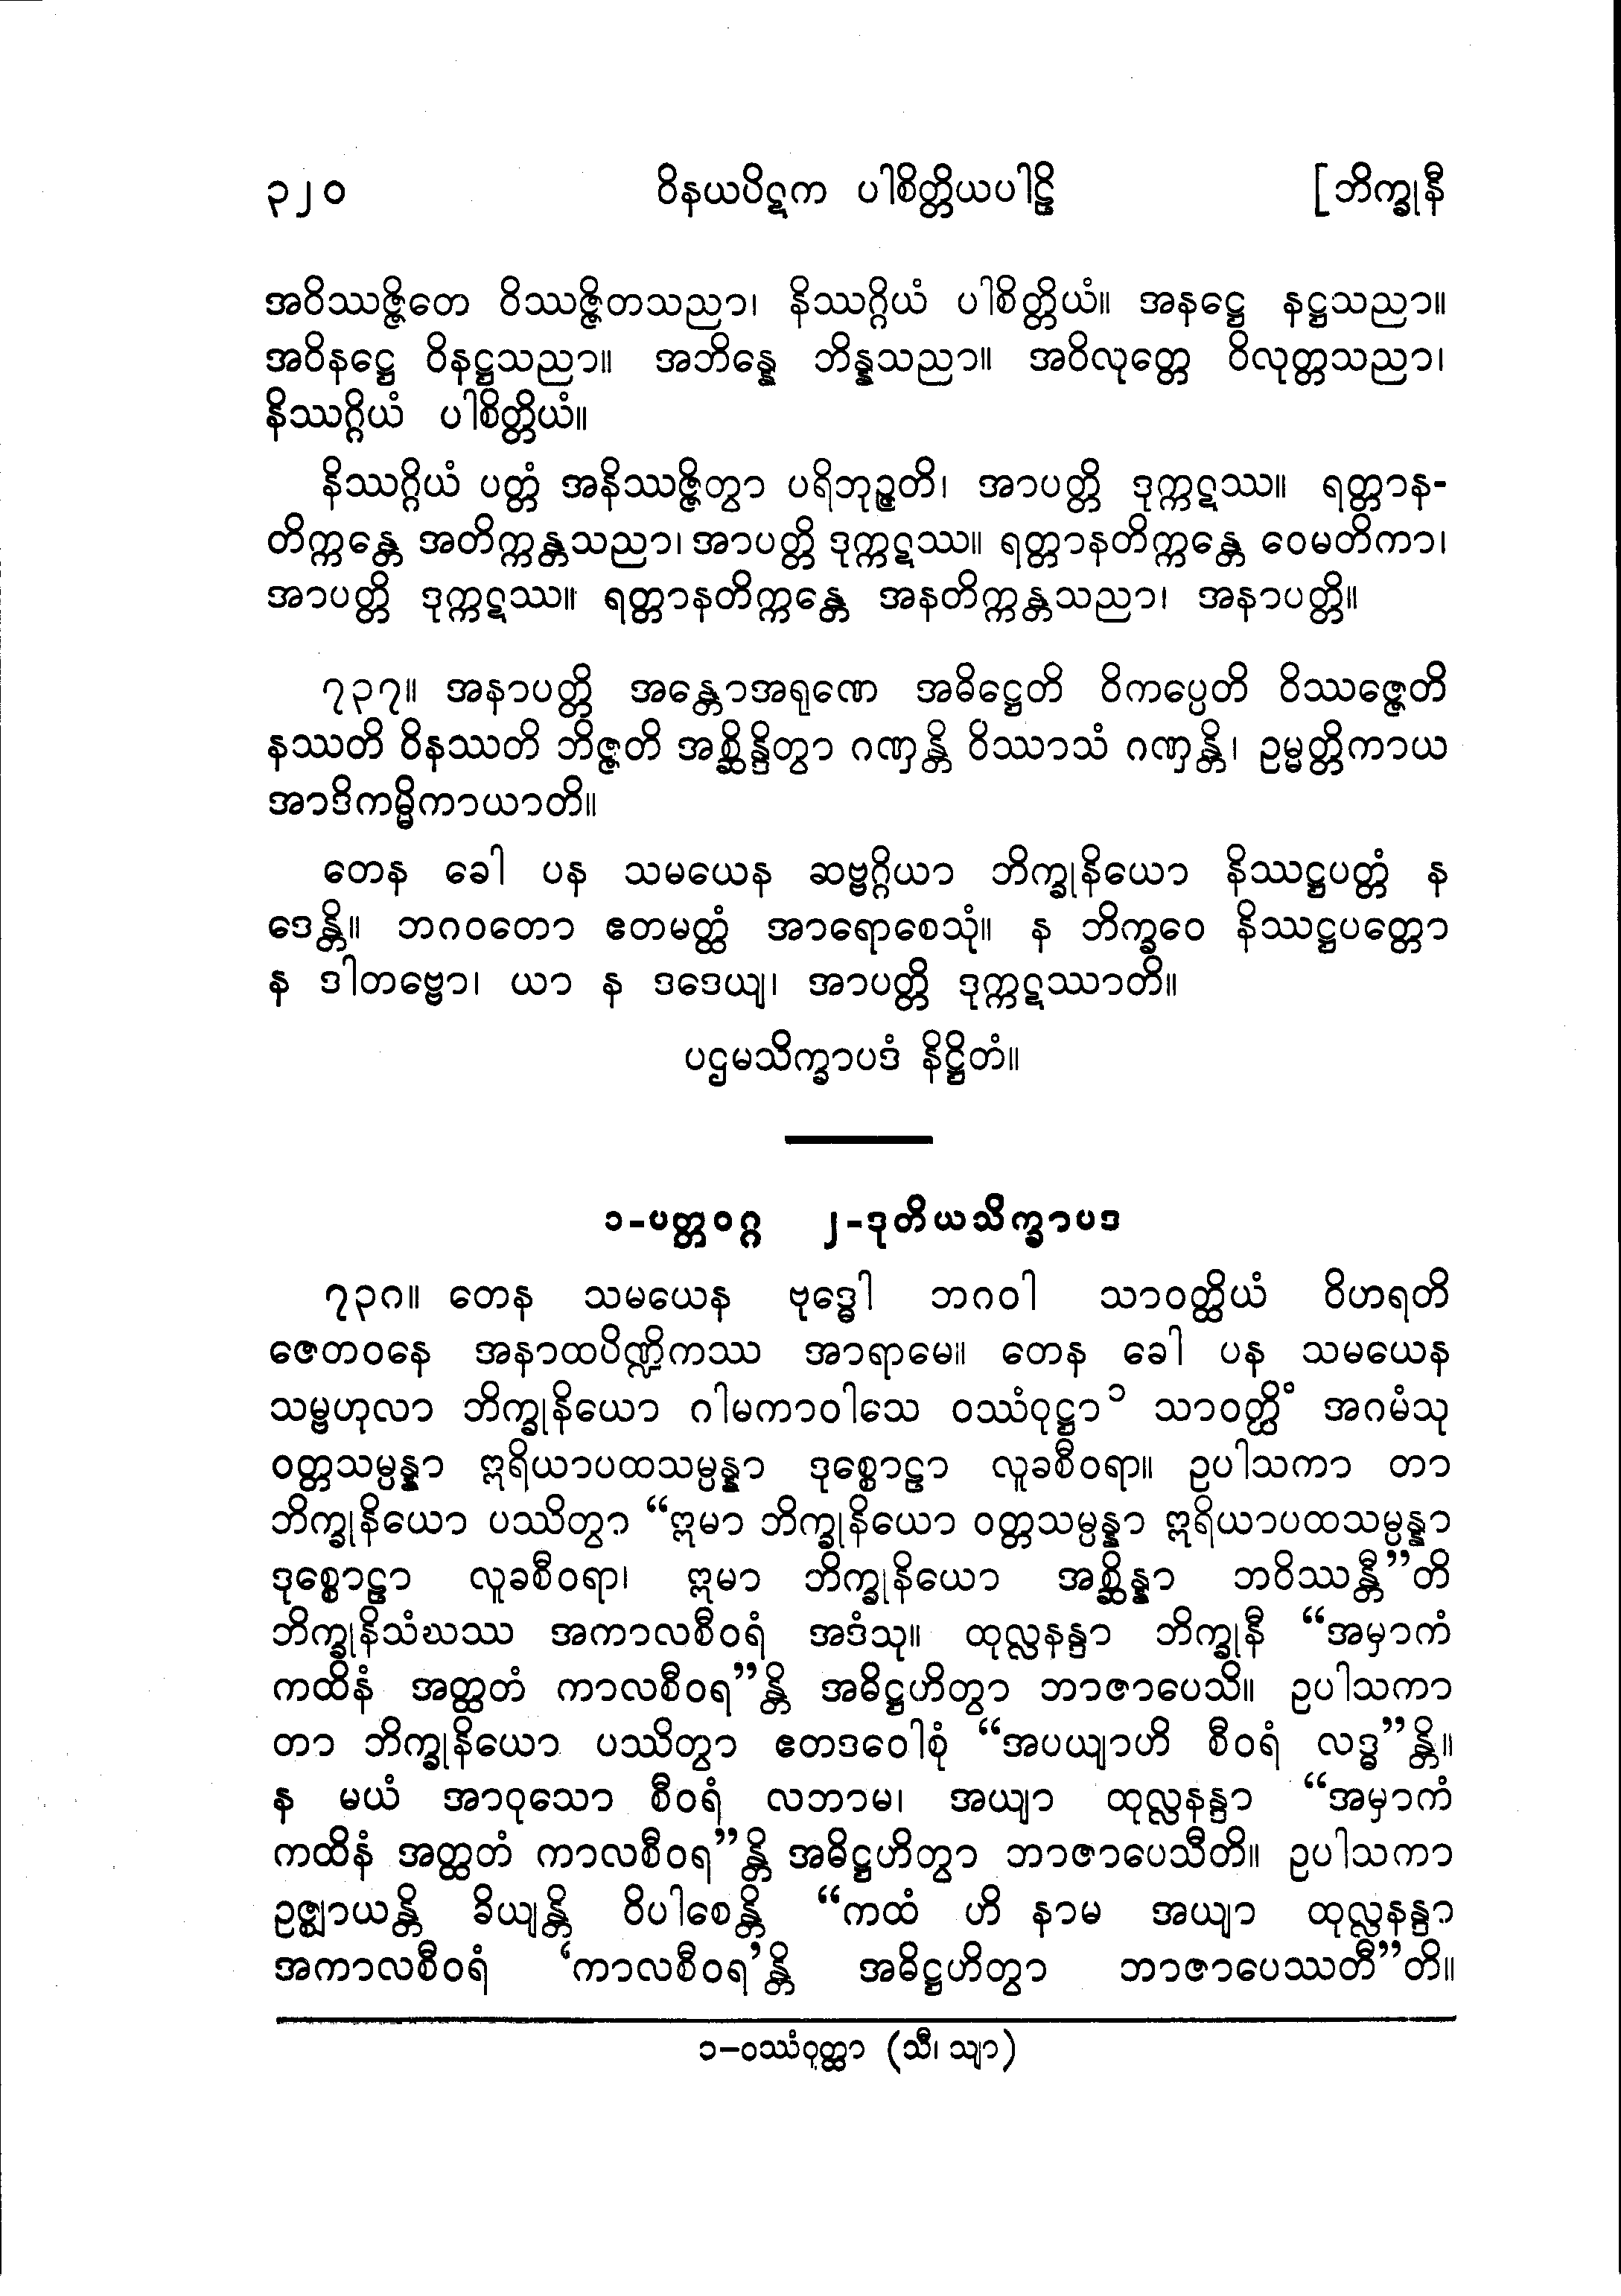 ၃၂၀ ဝိနယပိဋက ပါစိတ္တိယပါဠိ [ဘိက္ခုနီ
အဝိဿဇ္ဇိတေ ဝိဿဇ္ဇိတသညာ၊ နိဿဂ္ဂိယံ ပါစိတ္တိယံ။ အနဋ္ဌေ နဋ္ဌသညာ။
အဝိနဋ္ဌေ ဝိနဋ္ဌသညာ။ အဘိန္နေ ဘိန္နသညာ။ အဝိလုတ္တေ ဝိလုတ္တသညာ၊
နိဿဂ္ဂိယံ ပါစိတ္တိယံ။
နိဿဂ္ဂိယံ ပတ္တံ အနိဿဇ္ဇိတွာ ပရိဘုဉ္ဇတိ၊ အာပတ္တိ ဒုက္ကဋဿ။ ရတ္တာန-
တိက္ကန္တေ အတိက္ကန္တသညာ၊ အာပတ္တိ ဒုက္ကဋဿ။ ရတ္တာနတိက္ကန္တေ ဝေမတိကာ၊
အာပတ္တိ ဒုက္ကဋဿ။ ရတ္တာနတိက္ကန္တေ အနတိက္ကန္တသညာ၊ အနာပတ္တိ။
၇၃၇။ အနာပတ္တိ အန္တောအရုဏေ အဓိဋ္ဌေတိ ဝိကပ္ပေတိ ဝိဿဇ္ဇေတိ
နဿတိ ဝိနဿတိ ဘိဇ္ဇတိ အစ္ဆိန္ဒိတွာ ဂဏှန္တိ ဝိဿာသံ ဂဏှန္တိ၊ ဥမ္မတ္တိကာယ
အာဒိကမ္မိကာယာတိ။
တေန ခေါ ပန သမယေန ဆဗ္ဗဂ္ဂိယာ ဘိက္ခုနိယော နိဿဋ္ဌပတ္တံ န
ဒေန္တိ။ ဘဂဝတော ဧတမတ္ထံ အာရောစေသုံ။ န ဘိက္ခဝေ နိဿဋ္ဌပတ္တော
န ဒါတဗ္ဗော၊ ယာ န ဒဒေယျ၊ အာပတ္တိ ဒုက္ကဋဿာတိ။
ပဌမသိက္ခာပဒံ နိဋ္ဌိတံ။
၁-ပတ္တဝဂ္ဂ ၂-ဒုတိယသိက္ခာပဒ
၇၃၈။ တေန သမယေန ဗုဒ္ဓေါ ဘဂဝါ သာဝတ္ထိယံ ဝိဟရတိ
ဇေတဝနေ အနာထပိဏ္ဍိကဿ အာရာမေ။ တေန ခေါ ပန သမယေန
သမ္ဗဟုလာ ဘိက္ခုနိယော ဂါမကာဝါသေ ဝဿံဝုဋ္ဌာ၁ သာဝတ္ထိံ အဂမံသု
ဝတ္တသမ္ပန္နာ ဣရိယာပထသမ္ပန္နာ ဒုစ္စောဠာ လူခစီဝရာ။ ဥပါသကာ တာ
ဘိက္ခုနိယော ပဿိတွာ “ဣမာ ဘိက္ခုနိယော ဝတ္တသမ္ပန္နာ ဣရိယာပထသမ္ပန္နာ
ဒုစ္စောဠာ လူခစီဝရာ၊ ဣမာ ဘိက္ခုနိယော အစ္ဆိန္နာ ဘဝိဿန္တီ”တိ
ဘိက္ခုနိသံဃဿ အကာလစီဝရံ အဒံသု။ ထုလ္လနန္ဒာ ဘိက္ခုနီ “အမှာကံ
ကထိနံ အတ္ထတံ ကာလစီဝရ”န္တိ အဓိဋ္ဌဟိတွာ ဘာဇာပေသိ။ ဥပါသကာ
တာ ဘိက္ခုနိယော ပဿိတွာ ဧတဒဝေါစုံ “အပယျာဟိ စီဝရံ လဒ္ဓ”န္တိ။
န မယံ အာဝုသော စီဝရံ လဘာမ၊ အယျာ ထုလ္လနန္ဒာ “အမှာကံ
ကထိနံ အတ္ထတံ ကာလစီဝရ”န္တိ အဓိဋ္ဌဟိတွာ ဘာဇာပေသီတိ။ ဥပါသကာ
ဥဇ္ဈာယန္တိ ခိယျန္တိ ဝိပါစေန္တိ “ကထံ ဟိ နာမ အယျာ ထုလ္လနန္ဒာ
အကာလစီဝရံ ‘ကာလစီဝရ’န္တိ အဓိဋ္ဌဟိတွာ ဘာဇာပေဿတီ”တိ။
၁-ဝဿံဝုတ္ထာ (သီ၊ သျာ)